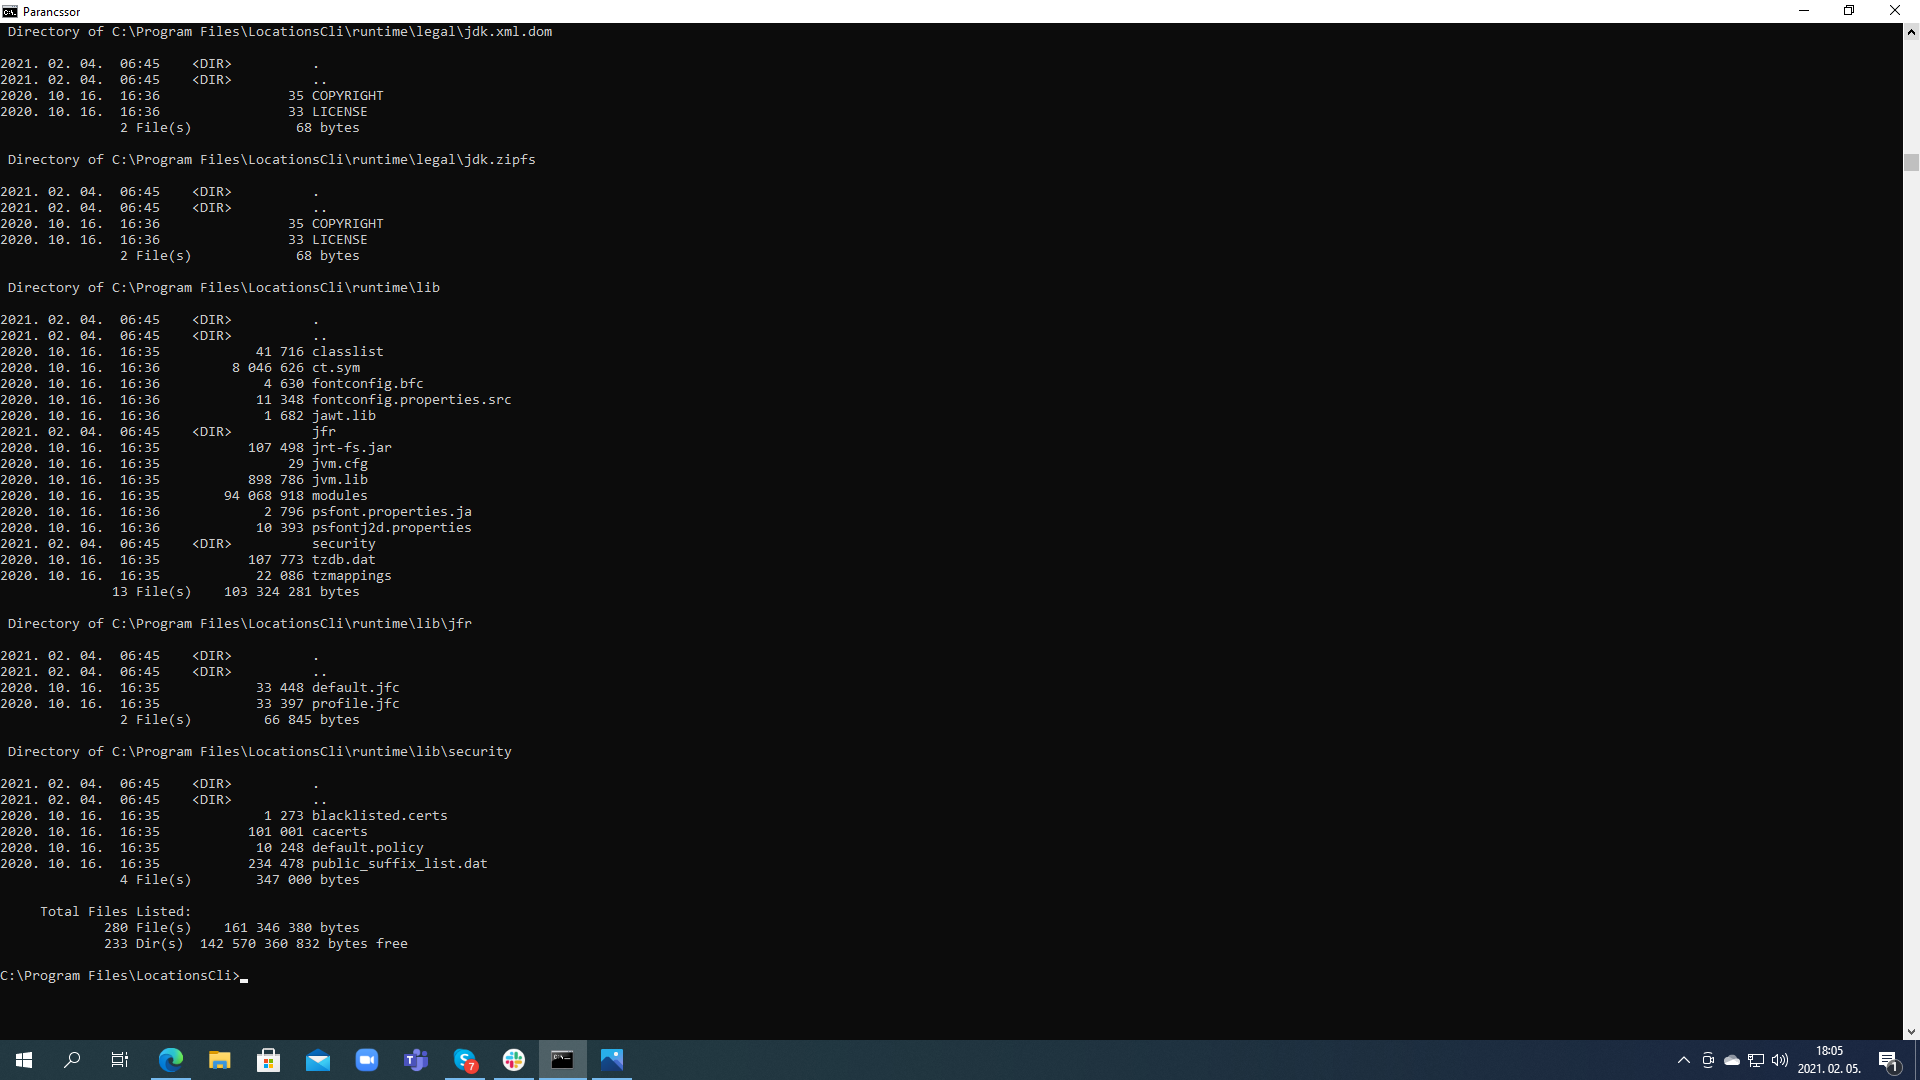 Parancssor
Directory of C:\Program Files\LocationsCli\runtime\legal\jdk.xml.dom
2021. 02. 04.  06:45    <DIR>          .
2021. 02. 04.  06:45    <DIR>          ..
2020. 10. 16.  16:36                35 COPYRIGHT
2020. 10. 16.  16:36                33 LICENSE
2 File(s)             68 bytes
Directory of C:\Program Files\LocationsCli\runtime\legal\jdk.zipfs
2021. 02. 04.  06:45    <DIR>          .
2021. 02. 04.  06:45    <DIR>          ..
2020. 10. 16.  16:36                35 COPYRIGHT
2020. 10. 16.  16:36                33 LICENSE
2 File(s)             68 bytes
Directory of C:\Program Files\LocationsCli\runtime\lib
2021. 02. 04.  06:45    <DIR>          .
2021. 02. 04.  06:45    <DIR>          ..
2020. 10. 16.  16:35            41 716 classlist
2020. 10. 16.  16:36         8 046 626 ct.sym
2020. 10. 16.  16:36             4 630 fontconfig.bfc
2020. 10. 16.  16:36            11 348 fontconfig.properties.src
2020. 10. 16.  16:36             1 682 jawt.lib
2021. 02. 04.  06:45    <DIR>          jfr
2020. 10. 16.  16:35           107 498 jrt-fs.jar
2020. 10. 16.  16:35                29 jvm.cfg
2020. 10. 16.  16:35           898 786 jvm.lib
2020. 10. 16.  16:35        94 068 918 modules
2020. 10. 16.  16:36             2 796 psfont.properties.ja
2020. 10. 16.  16:36            10 393 psfontj2d.properties
2021. 02. 04.  06:45    <DIR>          security
2020. 10. 16.  16:35           107 773 tzdb.dat
2020. 10. 16.  16:35            22 086 tzmappings
13 File(s)    103 324 281 bytes
Directory of C:\Program Files\LocationsCli\runtime\lib\jfr
2021. 02. 04.  06:45    <DIR>          .
2021. 02. 04.  06:45    <DIR>          ..
2020. 10. 16.  16:35            33 448 default.jfc
2020. 10. 16.  16:35            33 397 profile.jfc
2 File(s)         66 845 bytes
Directory of C:\Program Files\LocationsCli\runtime\lib\security
2021. 02. 04.  06:45    <DIR>          .
2021. 02. 04.  06:45    <DIR>          ..
2020. 10. 16.  16:35             1 273 blacklisted.certs
2020. 10. 16.  16:35           101 001 cacerts
2020. 10. 16.  16:35            10 248 default.policy
2020. 10. 16.  16:35           234 478 public_suffix_list.dat
4 File(s)        347 000 bytes
Total Files Listed:
280 File(s)    161 346 380 bytes
233 Dir(s)  142 570 360 832 bytes free
C:\Program Files\LocationsCli>
7
18:05
2021. 02. 05.
1